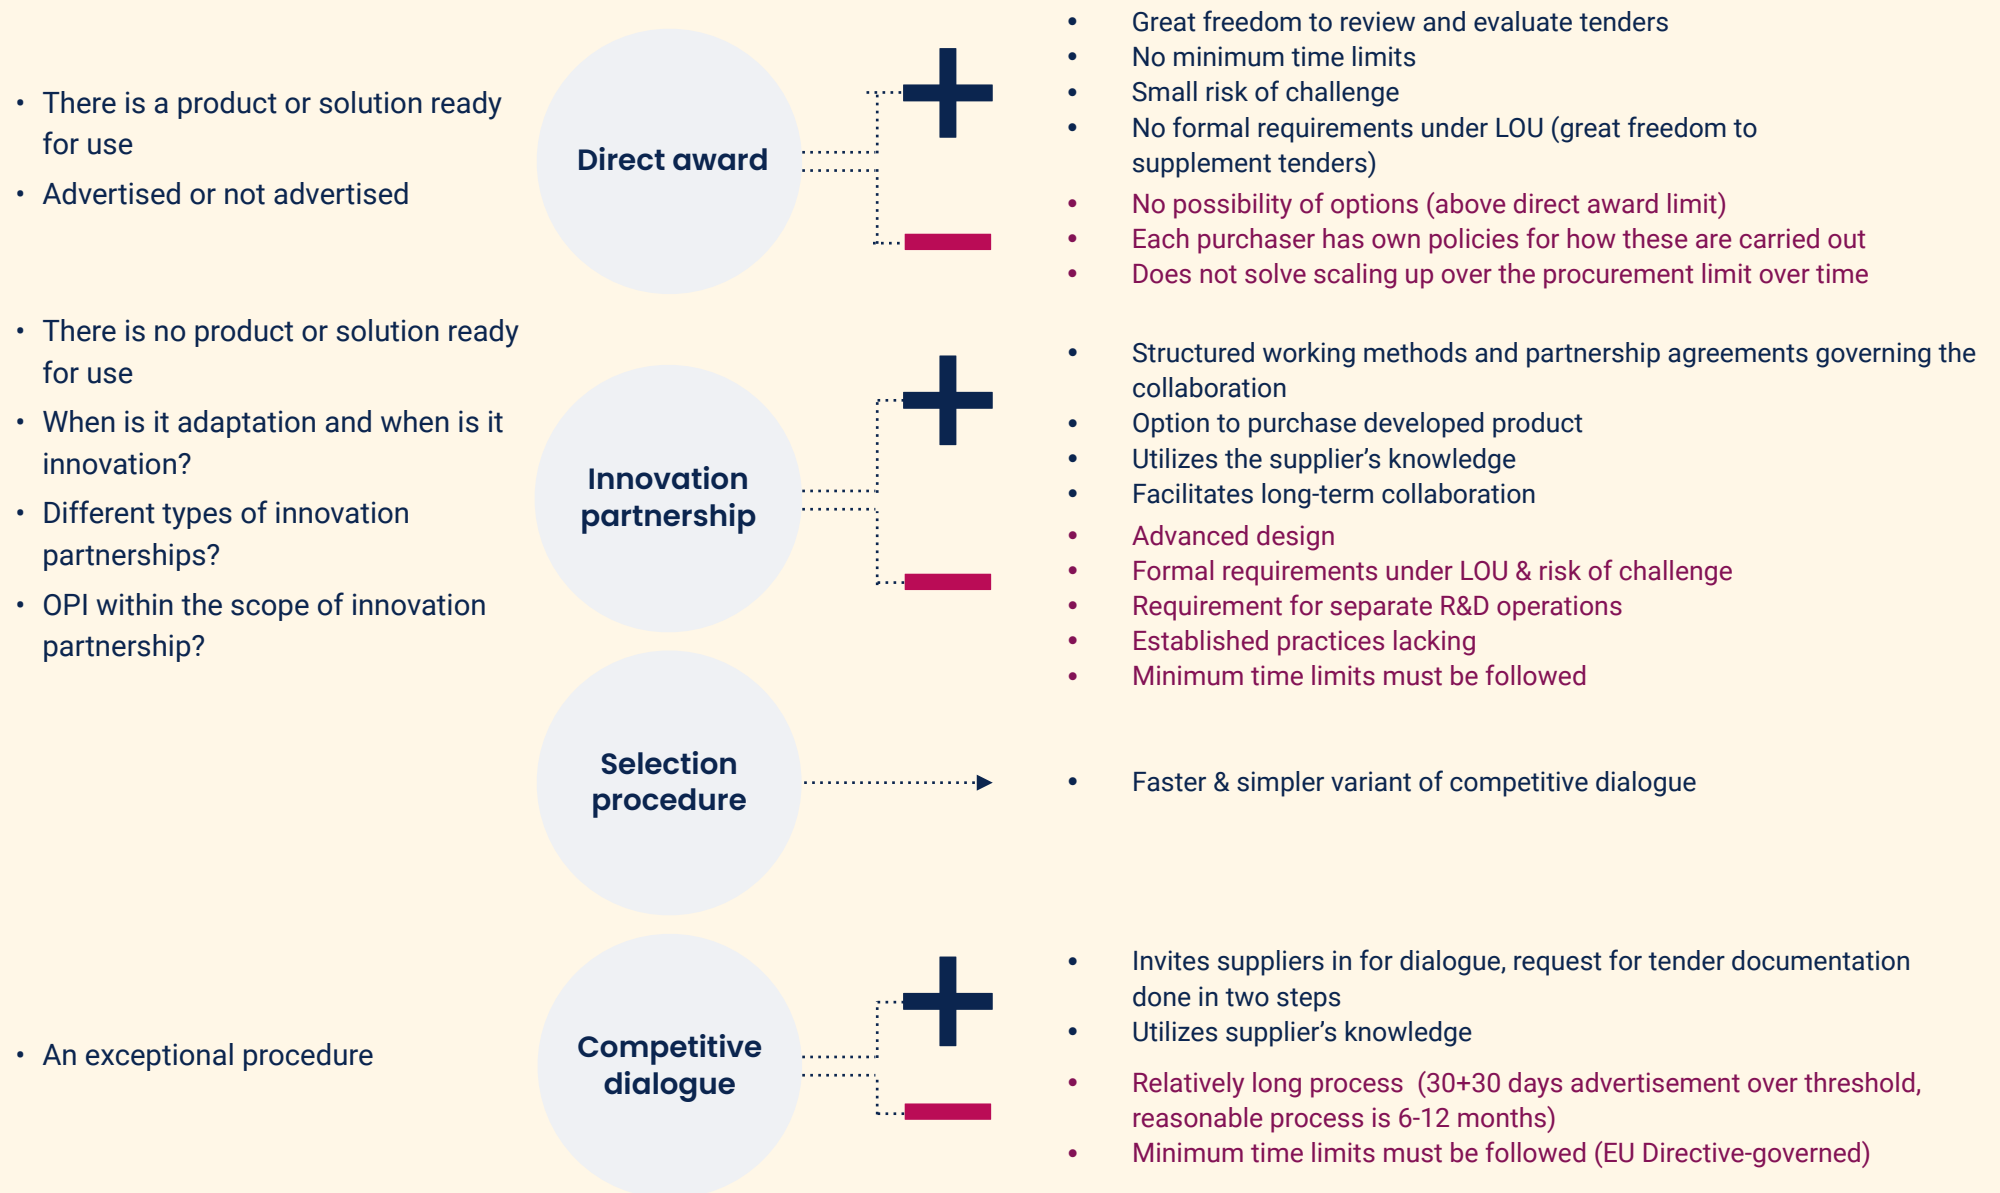 • There is a product or solution ready
for use
• Advertised or not advertised
Direct award
• Great freedom to review and evaluate tenders
• No minimum time limits
• Small risk of challenge
• No formal requirements under LOU (great freedom to
supplement tenders)
• No possibility of options (above direct award limit)
• Each purchaser has own policies for how these are carried out
• Does not solve scaling up over the procurement limit over time
• There is no product or solution ready
for use
• When is it adaptation and when is it
innovation?
• Different types of innovation
partnerships?
• OPI within the scope of innovation
partnership?
Innovation
partnership
• Structured working methods and partnership agreements governing the
collaboration
• Option to purchase developed product
• Utilizes the supplier’s knowledge
• Facilitates long-term collaboration
• Advanced design
• Formal requirements under LOU & risk of challenge
• Requirement for separate R&D operations
• Established practices lacking
• Minimum time limits must be followed
Selection
procedure
• Faster & simpler variant of competitive dialogue
• An exceptional procedure
Competitive
dialogue
• Invites suppliers in for dialogue, request for tender documentation
done in two steps
• Utilizes supplier’s knowledge
• Relatively long process (30+30 days advertisement over threshold,
reasonable process is 6-12 months)
• Minimum time limits must be followed (EU Directive-governed)